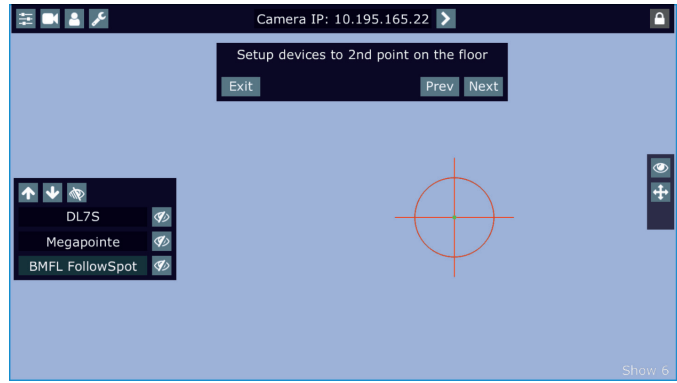 Camera IP: 10.195.165.22
Setup devices to 2nd point on the floor
Exit Prev Next
DL7S
Megapointe
BMFL FollowSpot
Show 6